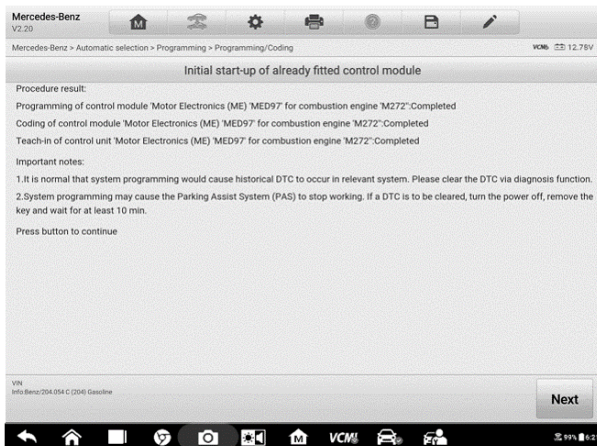 Mercedes-Benz
V2.20
Mercedes-Benz > Automatic selection > Programming > Programming/Coding
VCMI 12.78V
Initial start-up of already fitted control module
Procedure result:
Programming of control module 'Motor Electronics (ME) 'MED97' for combustion engine 'M272'':Completed
Coding of control module 'Motor Electronics (ME) 'MED97' for combustion engine 'M272'':Completed
Teach-in of control unit 'Motor Electronics (ME) 'MED97' for combustion engine 'M272'':Completed
Important notes:
1.It is normal that system programming would cause historical DTC to occur in relevant system. Please clear the DTC via diagnosis function.
2.System programming may cause the Parking Assist System (PAS) to stop working. If a DTC is to be cleared, turn the power off, remove the
key and wait for at least 10 min.
Press button to continue
VIN
Info:Benz/204.054 C (204) Gasoline
Next
M
VCMI
99%